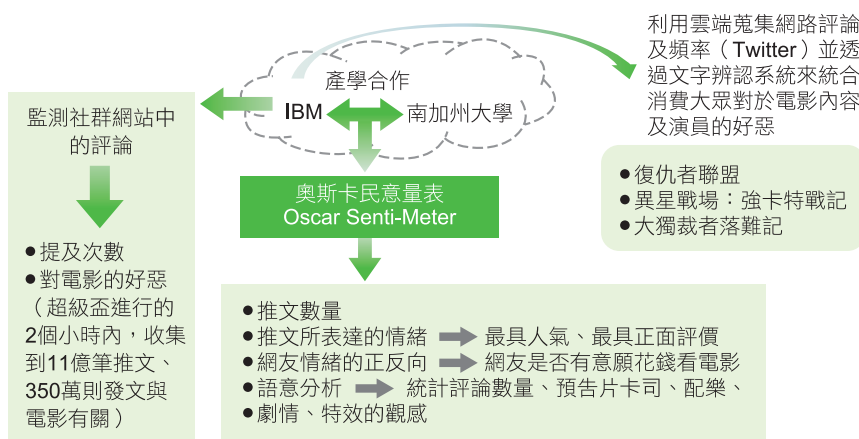 產學合作
IBM
南加州大學
利用雲端蒐集網路評論
及頻率（Twitter）並透
過文字辨認系統來統合
消費大眾對於電影內容
及演員的好惡
●復仇者聯盟
●異星戰場：強卡特戰記
●大獨裁者落難記
監測社群網站中
的評論
●提及次數
●對電影的好惡
（超級盃進行的
2個小時內，收集
到11億筆推文、
350萬則發文與
電影有關）
奧斯卡民意量表
Oscar Senti-Meter
●推文數量
●推文所表達的情緒 最具人氣、最具正面評價
●網友情緒的正反向 網友是否有意願花錢看電影
●語意分析 統計評論數量、預告片卡司、配樂、
●劇情、特效的觀感